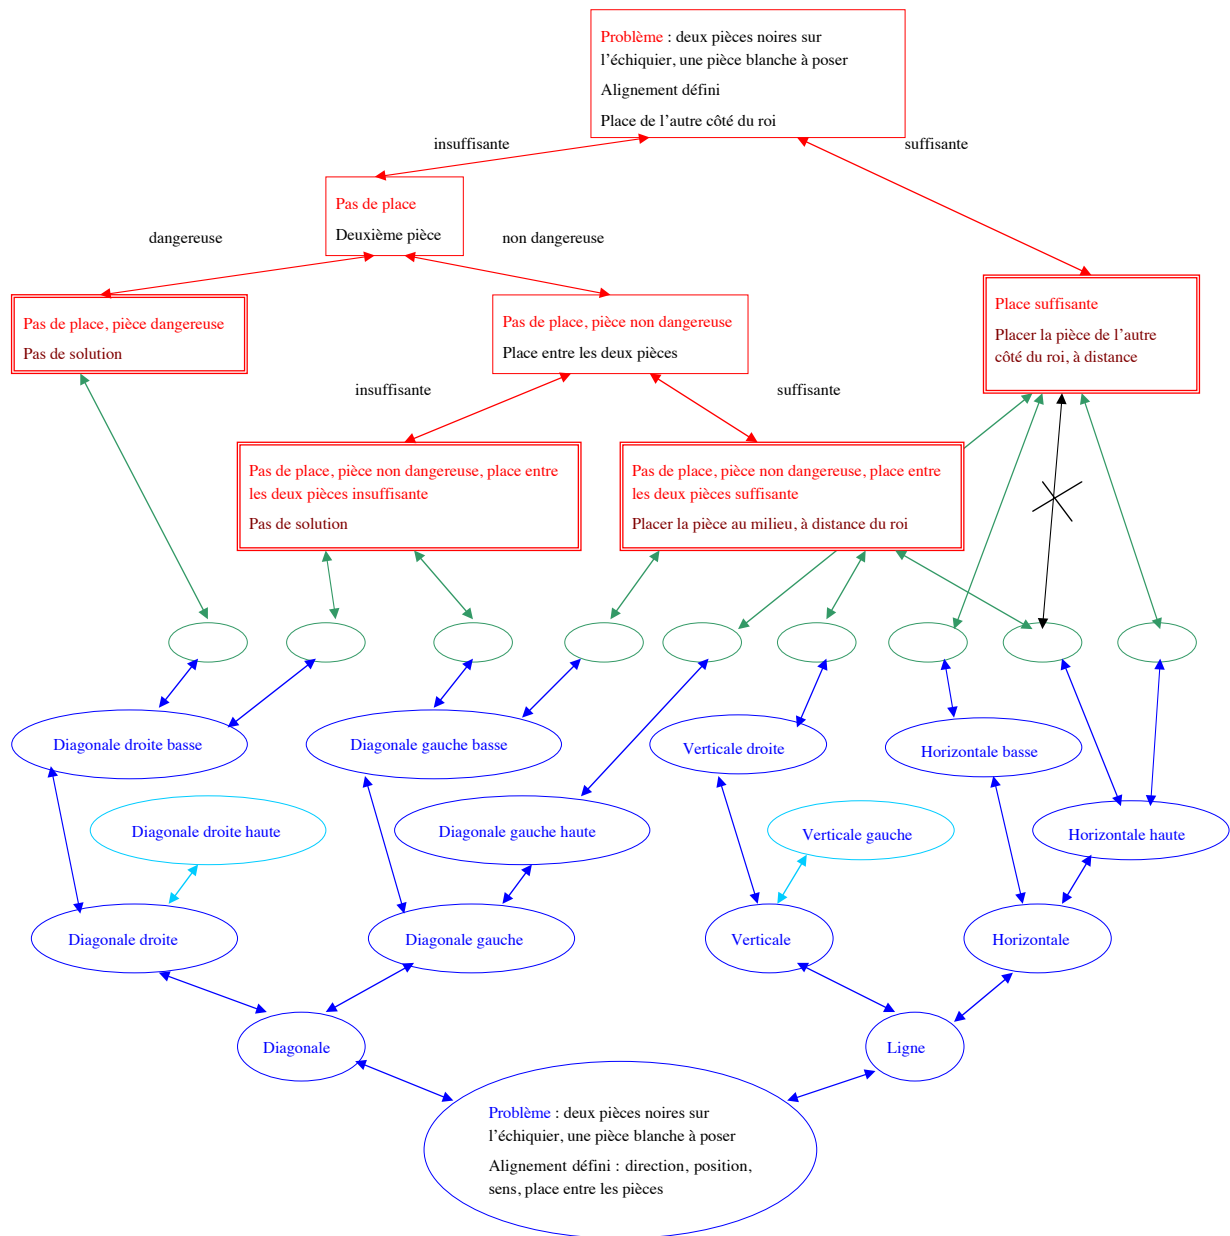 Problème : deux pièces noires sur
l’échiquier, une pièce blanche à poser
Alignement défini
Place de l’autre côté du roi
insuffisante
suffisante
Pas de place
Deuxième pièce
dangereuse
non dangereuse
Pas de place, pièce dangereuse
Pas de solution
Pas de place, pièce non dangereuse
Place entre les deux pièces
Place suffisante
Placer la pièce de l’autre
côté du roi, à distance
insuffisante
suffisante
Pas de place, pièce non dangereuse, place entre
les deux pièces insuffisante
Pas de solution
Pas de place, pièce non dangereuse, place entre
les deux pièces suffisante
Placer la pièce au milieu, à distance du roi
Diagonale droite basse
Diagonale gauche basse
Verticale droite
Horizontale basse
Diagonale droite haute
Diagonale gauche haute
Verticale gauche
Horizontale haute
Diagonale droite
Diagonale gauche
Verticale
Horizontale
Diagonale
Ligne
Problème : deux pièces noires sur
l’échiquier, une pièce blanche à poser
Alignement défini : direction, position,
sens, place entre les pièces